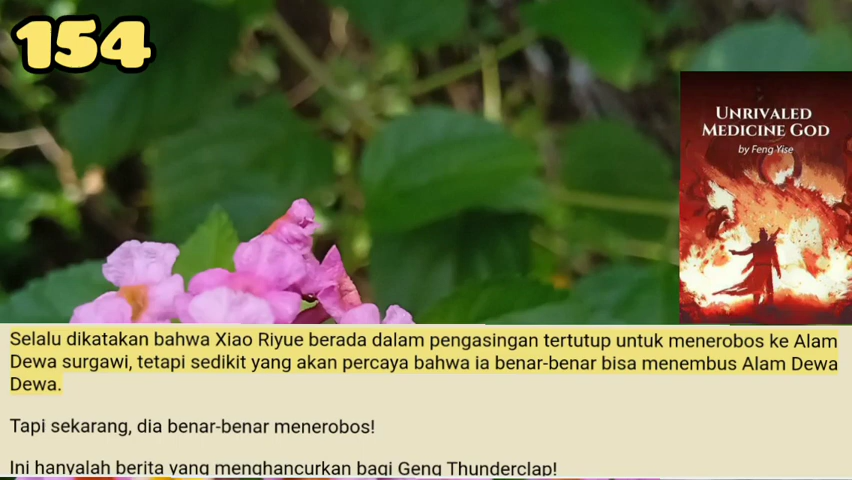 154
UNRIVALED
MEDICINE GOD
by Feng Yise
Selalu dikatakan bahwa Xiao Riyue berada dalam pengasingan tertutup untuk menerobos ke Alam
Dewa surgawi, tetapi sedikit yang akan percaya bahwa ia benar-benar bisa menembus Alam Dewa
Dewa.
Tapi sekarang, dia benar-benar menerobos!
Ini hanyalah berita yang menghancurkan bagi Geng Thunderclap!